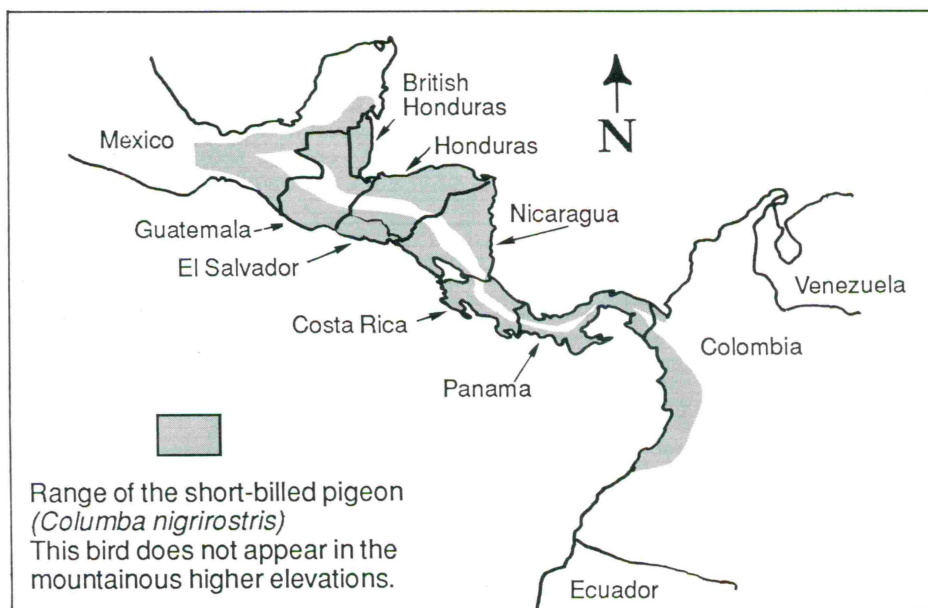 British
Honduras
N
Mexico
Honduras
Guatemala
Nicaragua
El Salvador
Venezuela
Costa Rica
Colombia
Panama
Range of the short-billed pigeon
(Columba nigrirostris)
This bird does not appear in the
mountainous higher elevations.
Ecuador